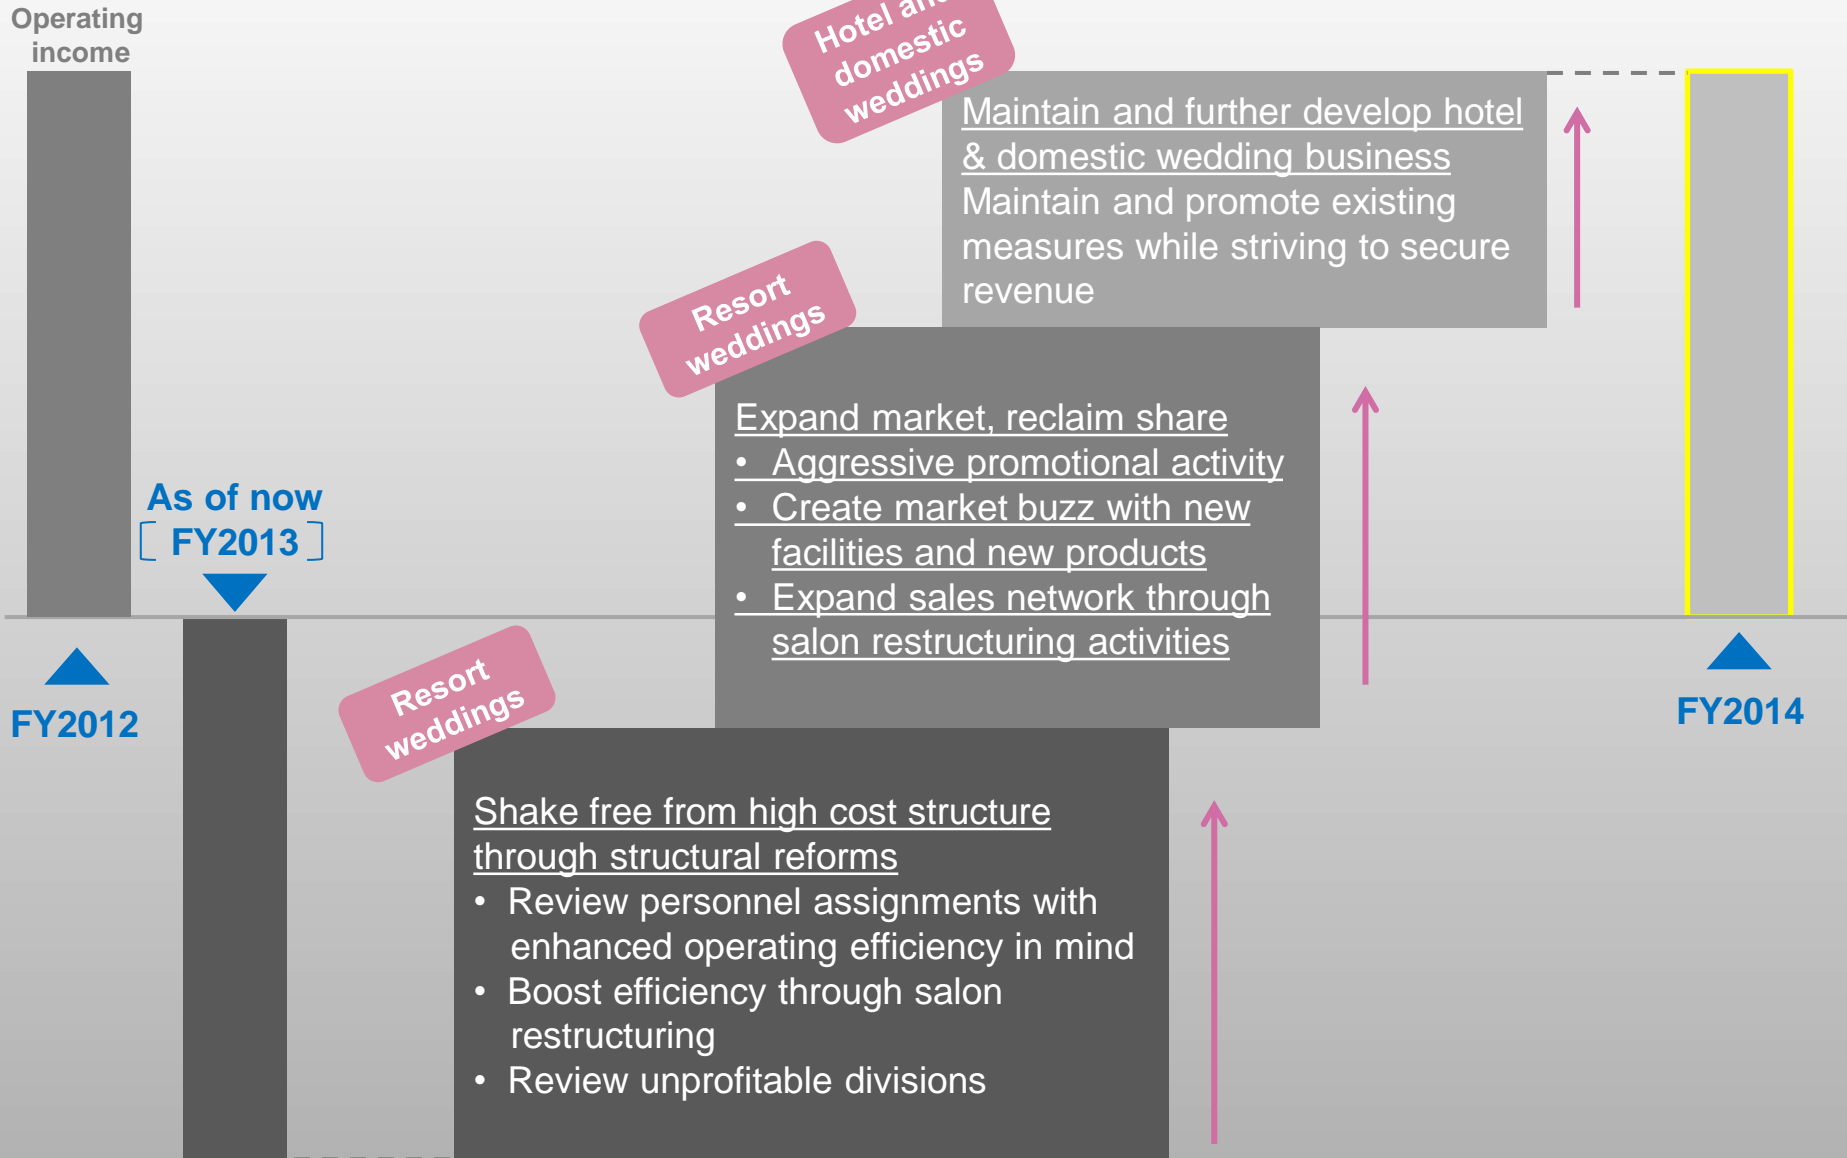 Operating
income
Hotel and
domestic
weddings
Maintain and further develop hotel
& domestic wedding business
Maintain and promote existing
measures while striving to secure
revenue
Resort
weddings
Expand market, reclaim share
• Aggressive promotional activity
• Create market buzz with new
facilities and new products
• Expand sales network through
salon restructuring activities
As of now
[ FY2013 ]
FY2012
FY2014
Resort
weddings
Shake free from high cost structure
through structural reforms
• Review personnel assignments with
enhanced operating efficiency in mind
• Boost efficiency through salon
restructuring
• Review unprofitable divisions